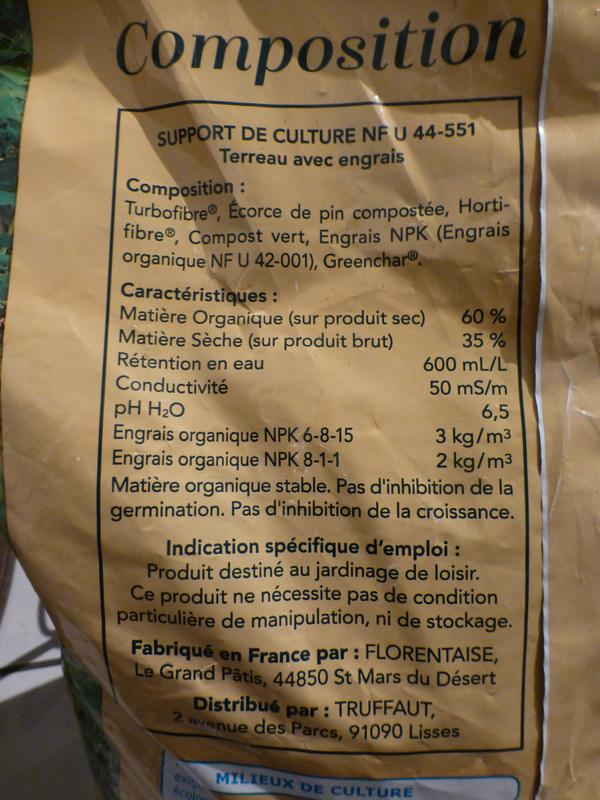 Composition
SUPPORT DE CULTURE NF U 44-551
Terreau avec engrais
Composition :
Turbofibre®, Écorce de pin compostée, Horti-
fibre®, Compost vert, Engrais NPK (Engrais
organique NF U 42-001), Greenchar®.
Caractéristiques :
Matière Organique (sur produit sec) 60 %
Matière Sèche (sur produit brut) 35 %
Rétention en eau 600 mL/L
Conductivité 50 mS/m
pH H₂O 6,5
Engrais organique NPK 6-8-15 3 kg/m³
Engrais organique NPK 8-1-1 2 kg/m³
Matière organique stable. Pas d'inhibition de la
germination. Pas d'inhibition de la croissance.
Indication spécifique d'emploi :
Produit destiné au jardinage de loisir.
Ce produit ne nécessite pas de condition
particulière de manipulation, ni de stockage.
Fabriqué en France par : FLORENTAISE,
Le Grand Pâtis, 44850 St Mars du Désert
Distribué par : TRUFFAUT,
2 avenue des Parcs, 91090 Lisses
MILIEUX DE CULTURE